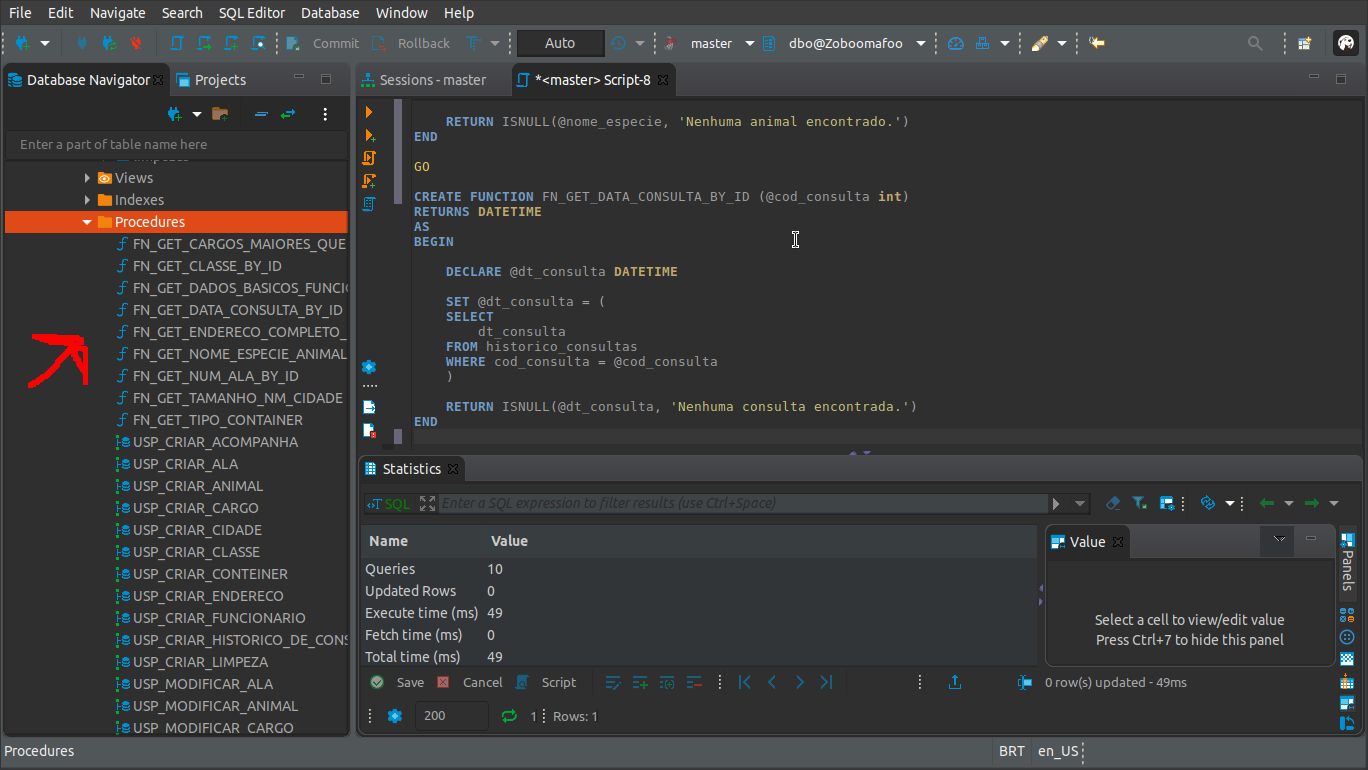 File Edit Navigate Search SQL Editor Database Window Help
Commit Rollback Auto master dbo@Zoboomafoo
Database Navigator Projects
Enter a part of table name here
Views
Indexes
Procedures
FN_GET_CARGOS_MAIORES_QUE
FN_GET_CLASSE_BY_ID
FN_GET_DADOS_BASICOS_FUNCI
FN_GET_DATA_CONSULTA_BY_ID
FN_GET_ENDERECO_COMPLETO_
FN_GET_NOME_ESPECIE_ANIMAL
FN_GET_NUM_ALA_BY_ID
FN_GET_TAMANHO_NM_CIDADE
FN_GET_TIPO_CONTAINER
USP_CRIAR_ACOMPANHA
USP_CRIAR_ALA
USP_CRIAR_ANIMAL
USP_CRIAR_CARGO
USP_CRIAR_CIDADE
USP_CRIAR_CLASSE
USP_CRIAR_CONTEINER
USP_CRIAR_ENDERECO
USP_CRIAR_FUNCIONARIO
USP_CRIAR_HISTORICO_DE_CONS
USP_CRIAR_LIMPEZA
USP_MODIFICAR_ALA
USP_MODIFICAR_ANIMAL
USP_MODIFICAR_CARGO
Sessions - master *<master> Script-8
RETURN ISNULL(@nome_especie, 'Nenhuma animal encontrado.')
END
GO
CREATE FUNCTION FN_GET_DATA_CONSULTA_BY_ID (@cod_consulta int)
RETURNS DATETIME
AS
BEGIN
DECLARE @dt_consulta DATETIME
SET @dt_consulta = (
SELECT
dt_consulta
FROM historico_consultas
WHERE cod_consulta = @cod_consulta
)
RETURN ISNULL(@dt_consulta, 'Nenhuma consulta encontrada.')
END
Statistics
SQL Enter a SQL expression to filter results (use Ctrl+Space)
Name Value
Queries 10
Updated Rows 0
Execute time (ms) 49
Fetch time (ms) 0
Total time (ms) 49
Value
Select a cell to view/edit value
Press Ctrl+7 to hide this panel
Panels
Save Cancel Script 0 row(s) updated - 49ms
200 1 Rows: 1
Procedures BRT en_US